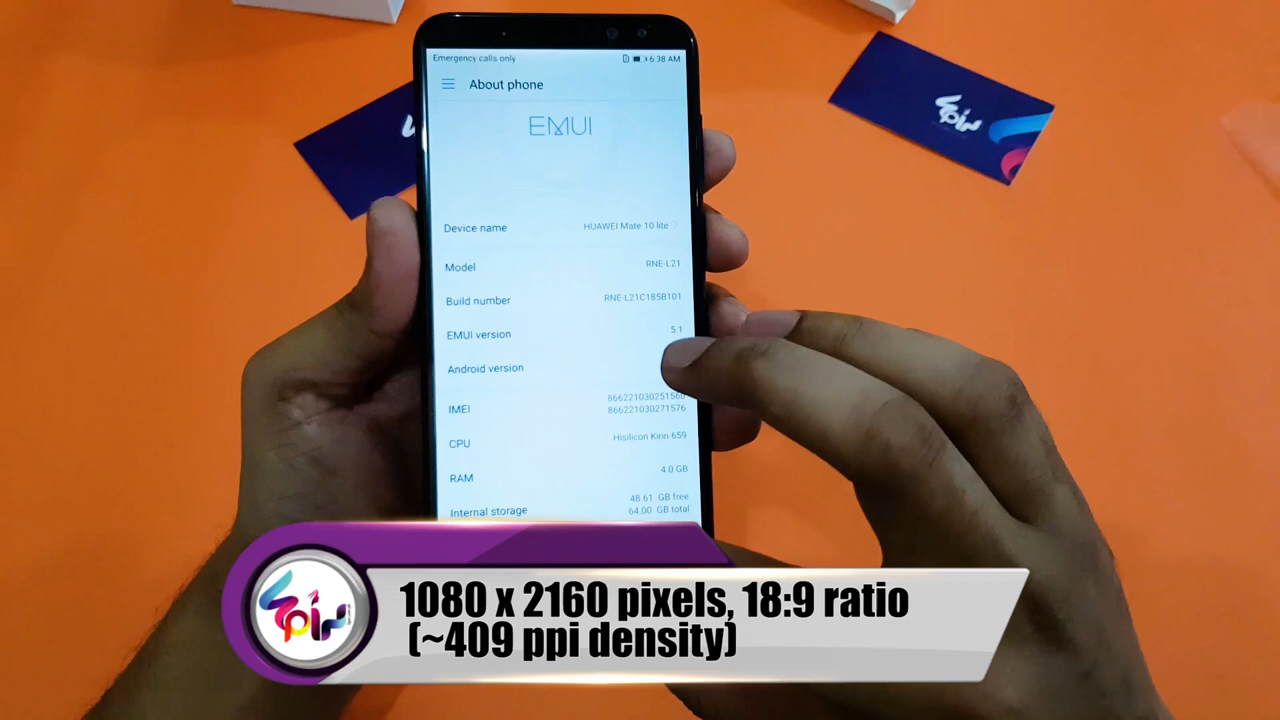 Emergency calls only 6:38 AM
About phone
EMUI
Device name HUAWEI Mate 10 lite
Model RNE-L21
Build number RNE-L21C185B101
EMUI version 5.1
Android version
IMEI 866221030251560
866221030271576
CPU Hisilicon Kirin 659
RAM 4.0 GB
Internal storage 48.61 GB free
64.00 GB total
1080 x 2160 pixels, 18:9 ratio
(~409 ppi density)